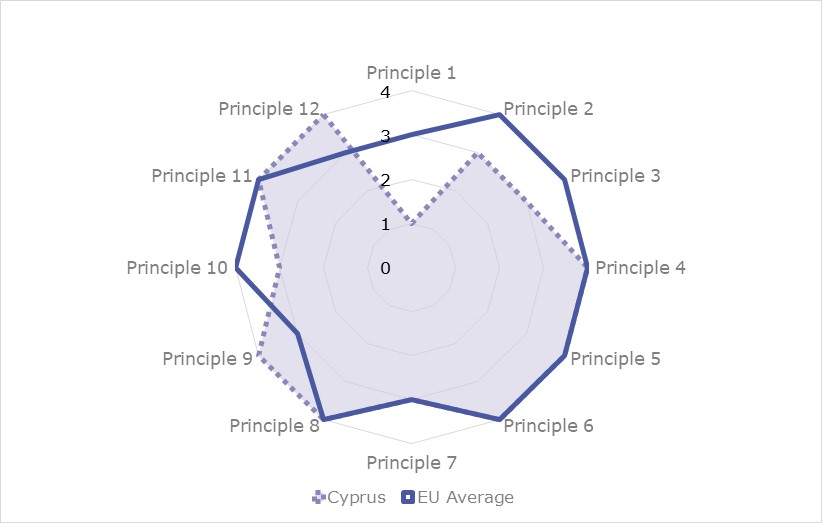 Principle 1
Principle 2
Principle 3
Principle 4
Principle 5
Principle 6
Principle 7
Principle 8
Principle 9
Principle 10
Principle 11
Principle 12
4
3
2
1
0
Cyprus EU Average